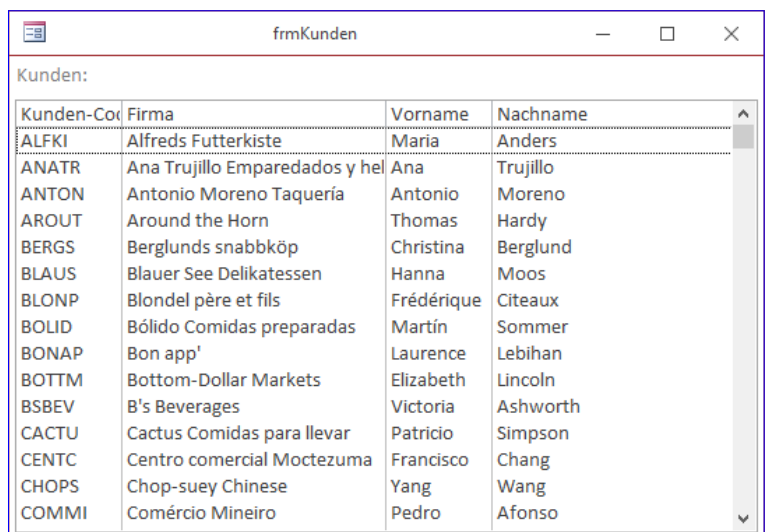 frmKunden
Kunden:
Kunden-Coc Firma Vorname Nachname
ALFKI Alfreds Futterkiste Maria Anders
ANATR Ana Trujillo Emparedados y hel Ana Trujillo
ANTON Antonio Moreno Taquería Antonio Moreno
AROUT Around the Horn Thomas Hardy
BERGS Berglunds snabbköp Christina Berglund
BLAUS Blauer See Delikatessen Hanna Moos
BLONP Blondel père et fils Frédérique Citeaux
BOLID Bólido Comidas preparadas Martín Sommer
BONAP Bon app' Laurence Lebihan
BOTTM Bottom-Dollar Markets Elizabeth Lincoln
BSBEV B's Beverages Victoria Ashworth
CACTU Cactus Comidas para llevar Patricio Simpson
CENTC Centro comercial Moctezuma Francisco Chang
CHOPS Chop-suey Chinese Yang Wang
COMMI Comércio Mineiro Pedro Afonso